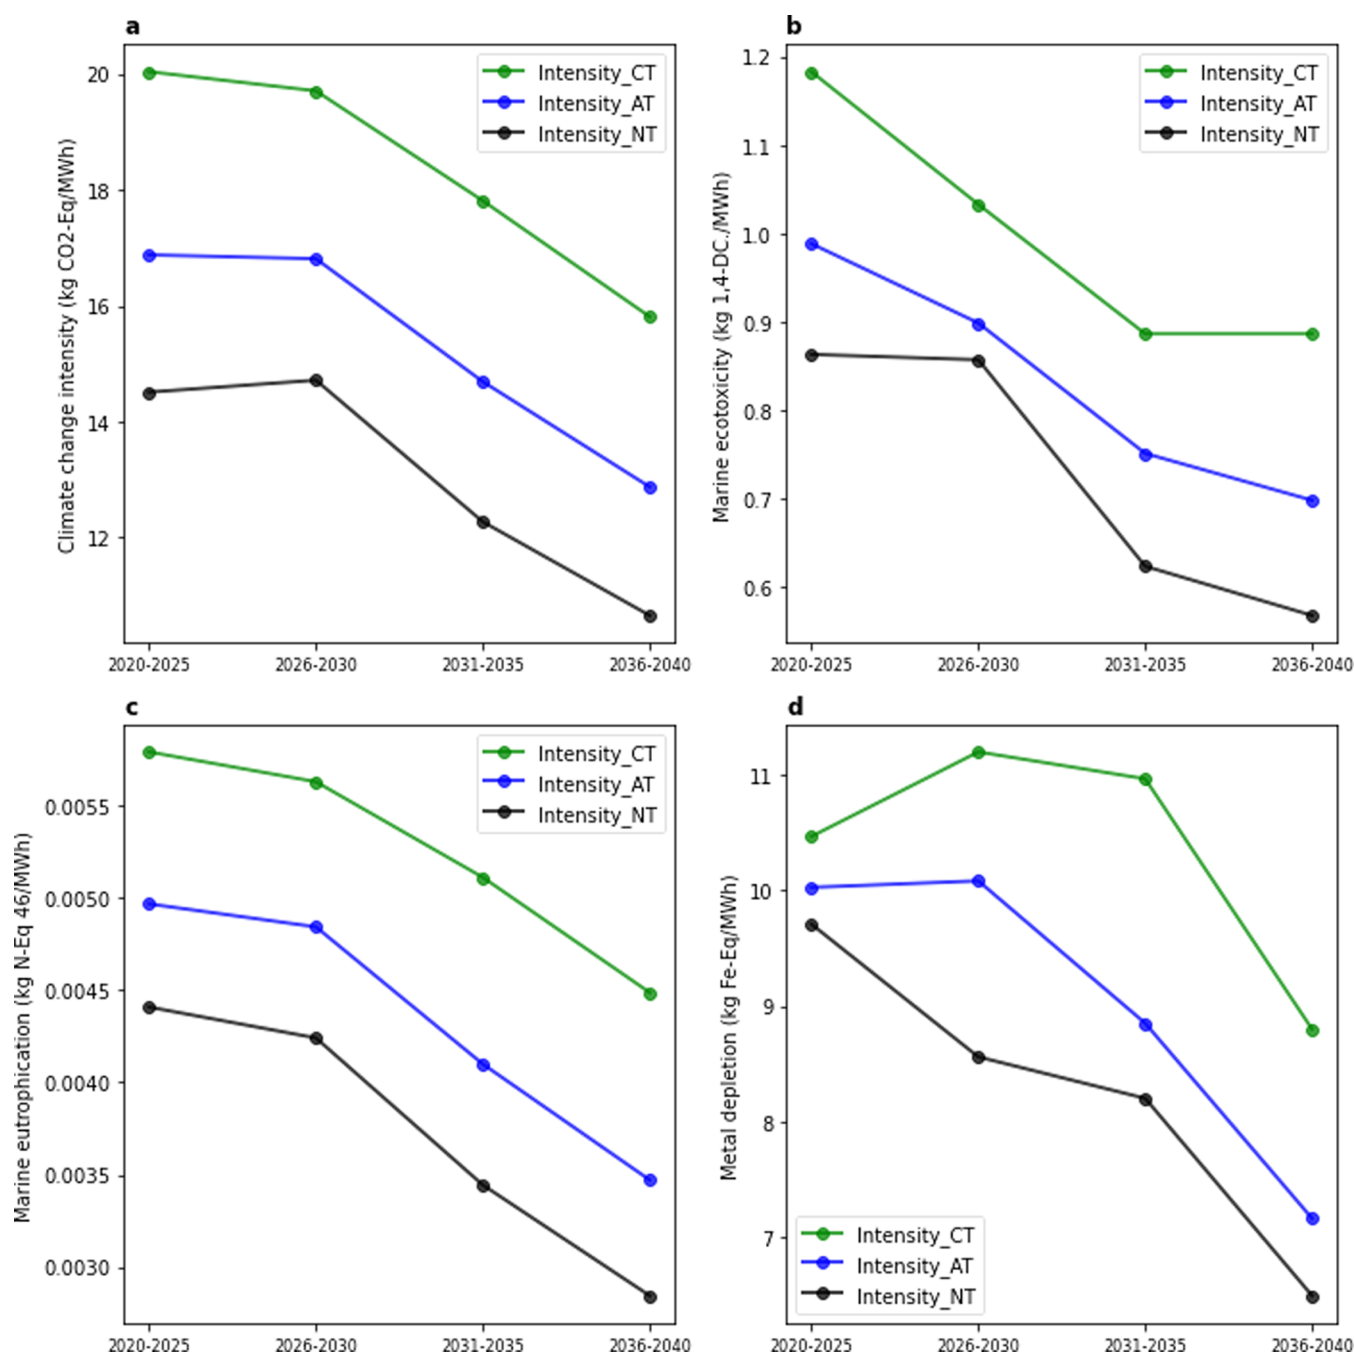 a
Climate change intensity (kg CO2-Eq/MWh)
20
18
16
14
12
Intensity_CT
Intensity_AT
Intensity_NT
2020-2025 2026-2030 2031-2035 2036-2040
b
Marine ecotoxicity (kg 1,4-DC./MWh)
1.2
1.1
1.0
0.9
0.8
0.7
0.6
Intensity_CT
Intensity_AT
Intensity_NT
2020-2025 2026-2030 2031-2035 2036-2040
c
Marine eutrophication (kg N-Eq 46/MWh)
0.0055
0.0050
0.0045
0.0040
0.0035
0.0030
Intensity_CT
Intensity_AT
Intensity_NT
2020-2025 2026-2030 2031-2035 2036-2040
d
Metal depletion (kg Fe-Eq/MWh)
11
10
9
8
7
Intensity_CT
Intensity_AT
Intensity_NT
2020-2025 2026-2030 2031-2035 2036-2040